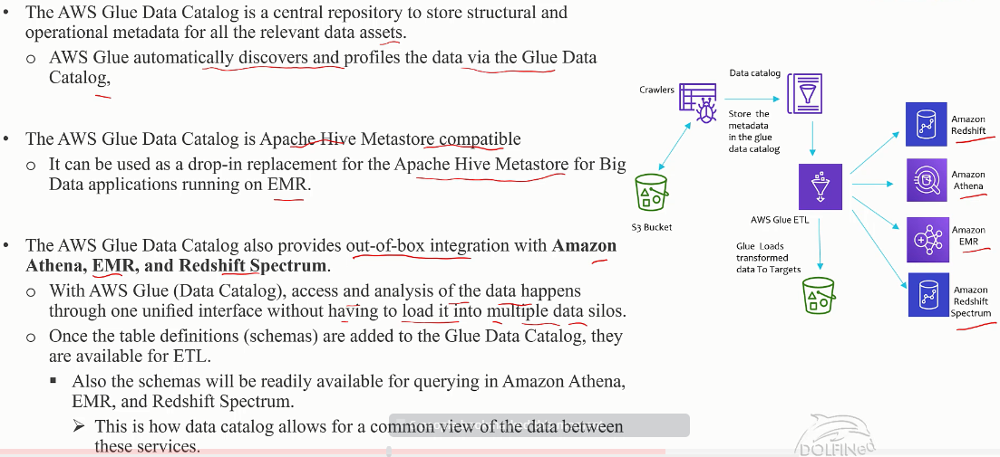 • The AWS Glue Data Catalog is a central repository to store structural and
operational metadata for all the relevant data assets.
o AWS Glue automatically discovers and profiles the data via the Glue Data
Catalog,
• The AWS Glue Data Catalog is Apache Hive Metastore compatible
o It can be used as a drop-in replacement for the Apache Hive Metastore for Big
Data applications running on EMR.
• The AWS Glue Data Catalog also provides out-of-box integration with Amazon
Athena, EMR, and Redshift Spectrum.
o With AWS Glue (Data Catalog), access and analysis of the data happens
through one unified interface without having to load it into multiple data silos.
o Once the table definitions (schemas) are added to the Glue Data Catalog, they
are available for ETL.
▪ Also the schemas will be readily available for querying in Amazon Athena,
EMR, and Redshift Spectrum.
➢ This is how data catalog allows for a common view of the data between
these services.
Data catalog
Crawlers
Store the
metadata
in the glue
data catalog
S3 Bucket
AWS Glue ETL
Glue Loads
transformed
data To Targets
Amazon
Redshift
Amazon
Athena
Amazon
EMR
Amazon
Redshift
Spectrum
DOLFINed